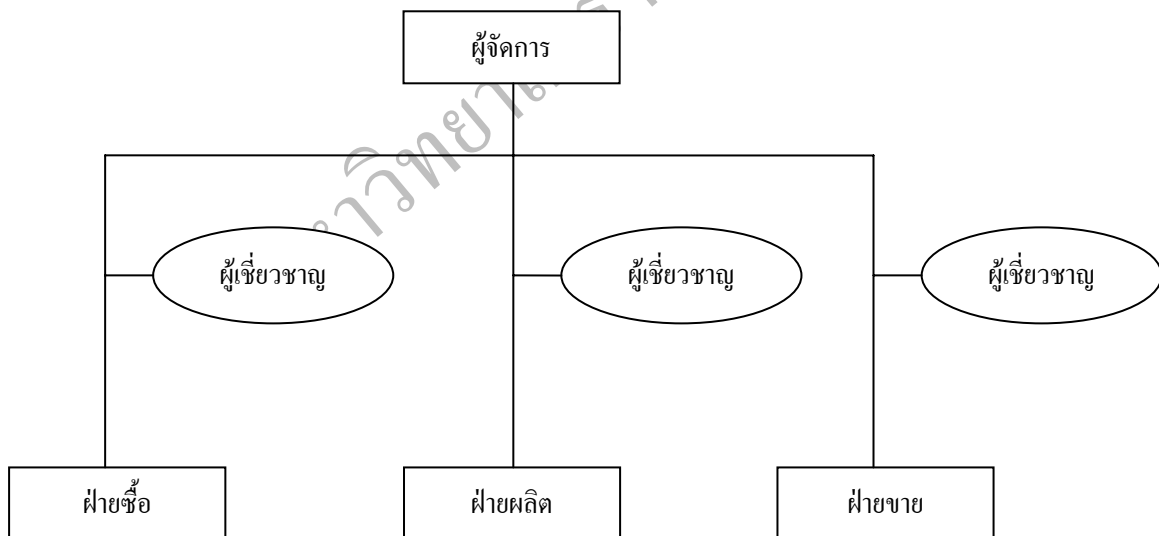 ผู้จัดการ
ผู้เชี่ยวชาญ
ผู้เชี่ยวชาญ
ผู้เชี่ยวชาญ
ฝ่ายซื้อ
ฝ่ายผลิต
ฝ่ายขาย